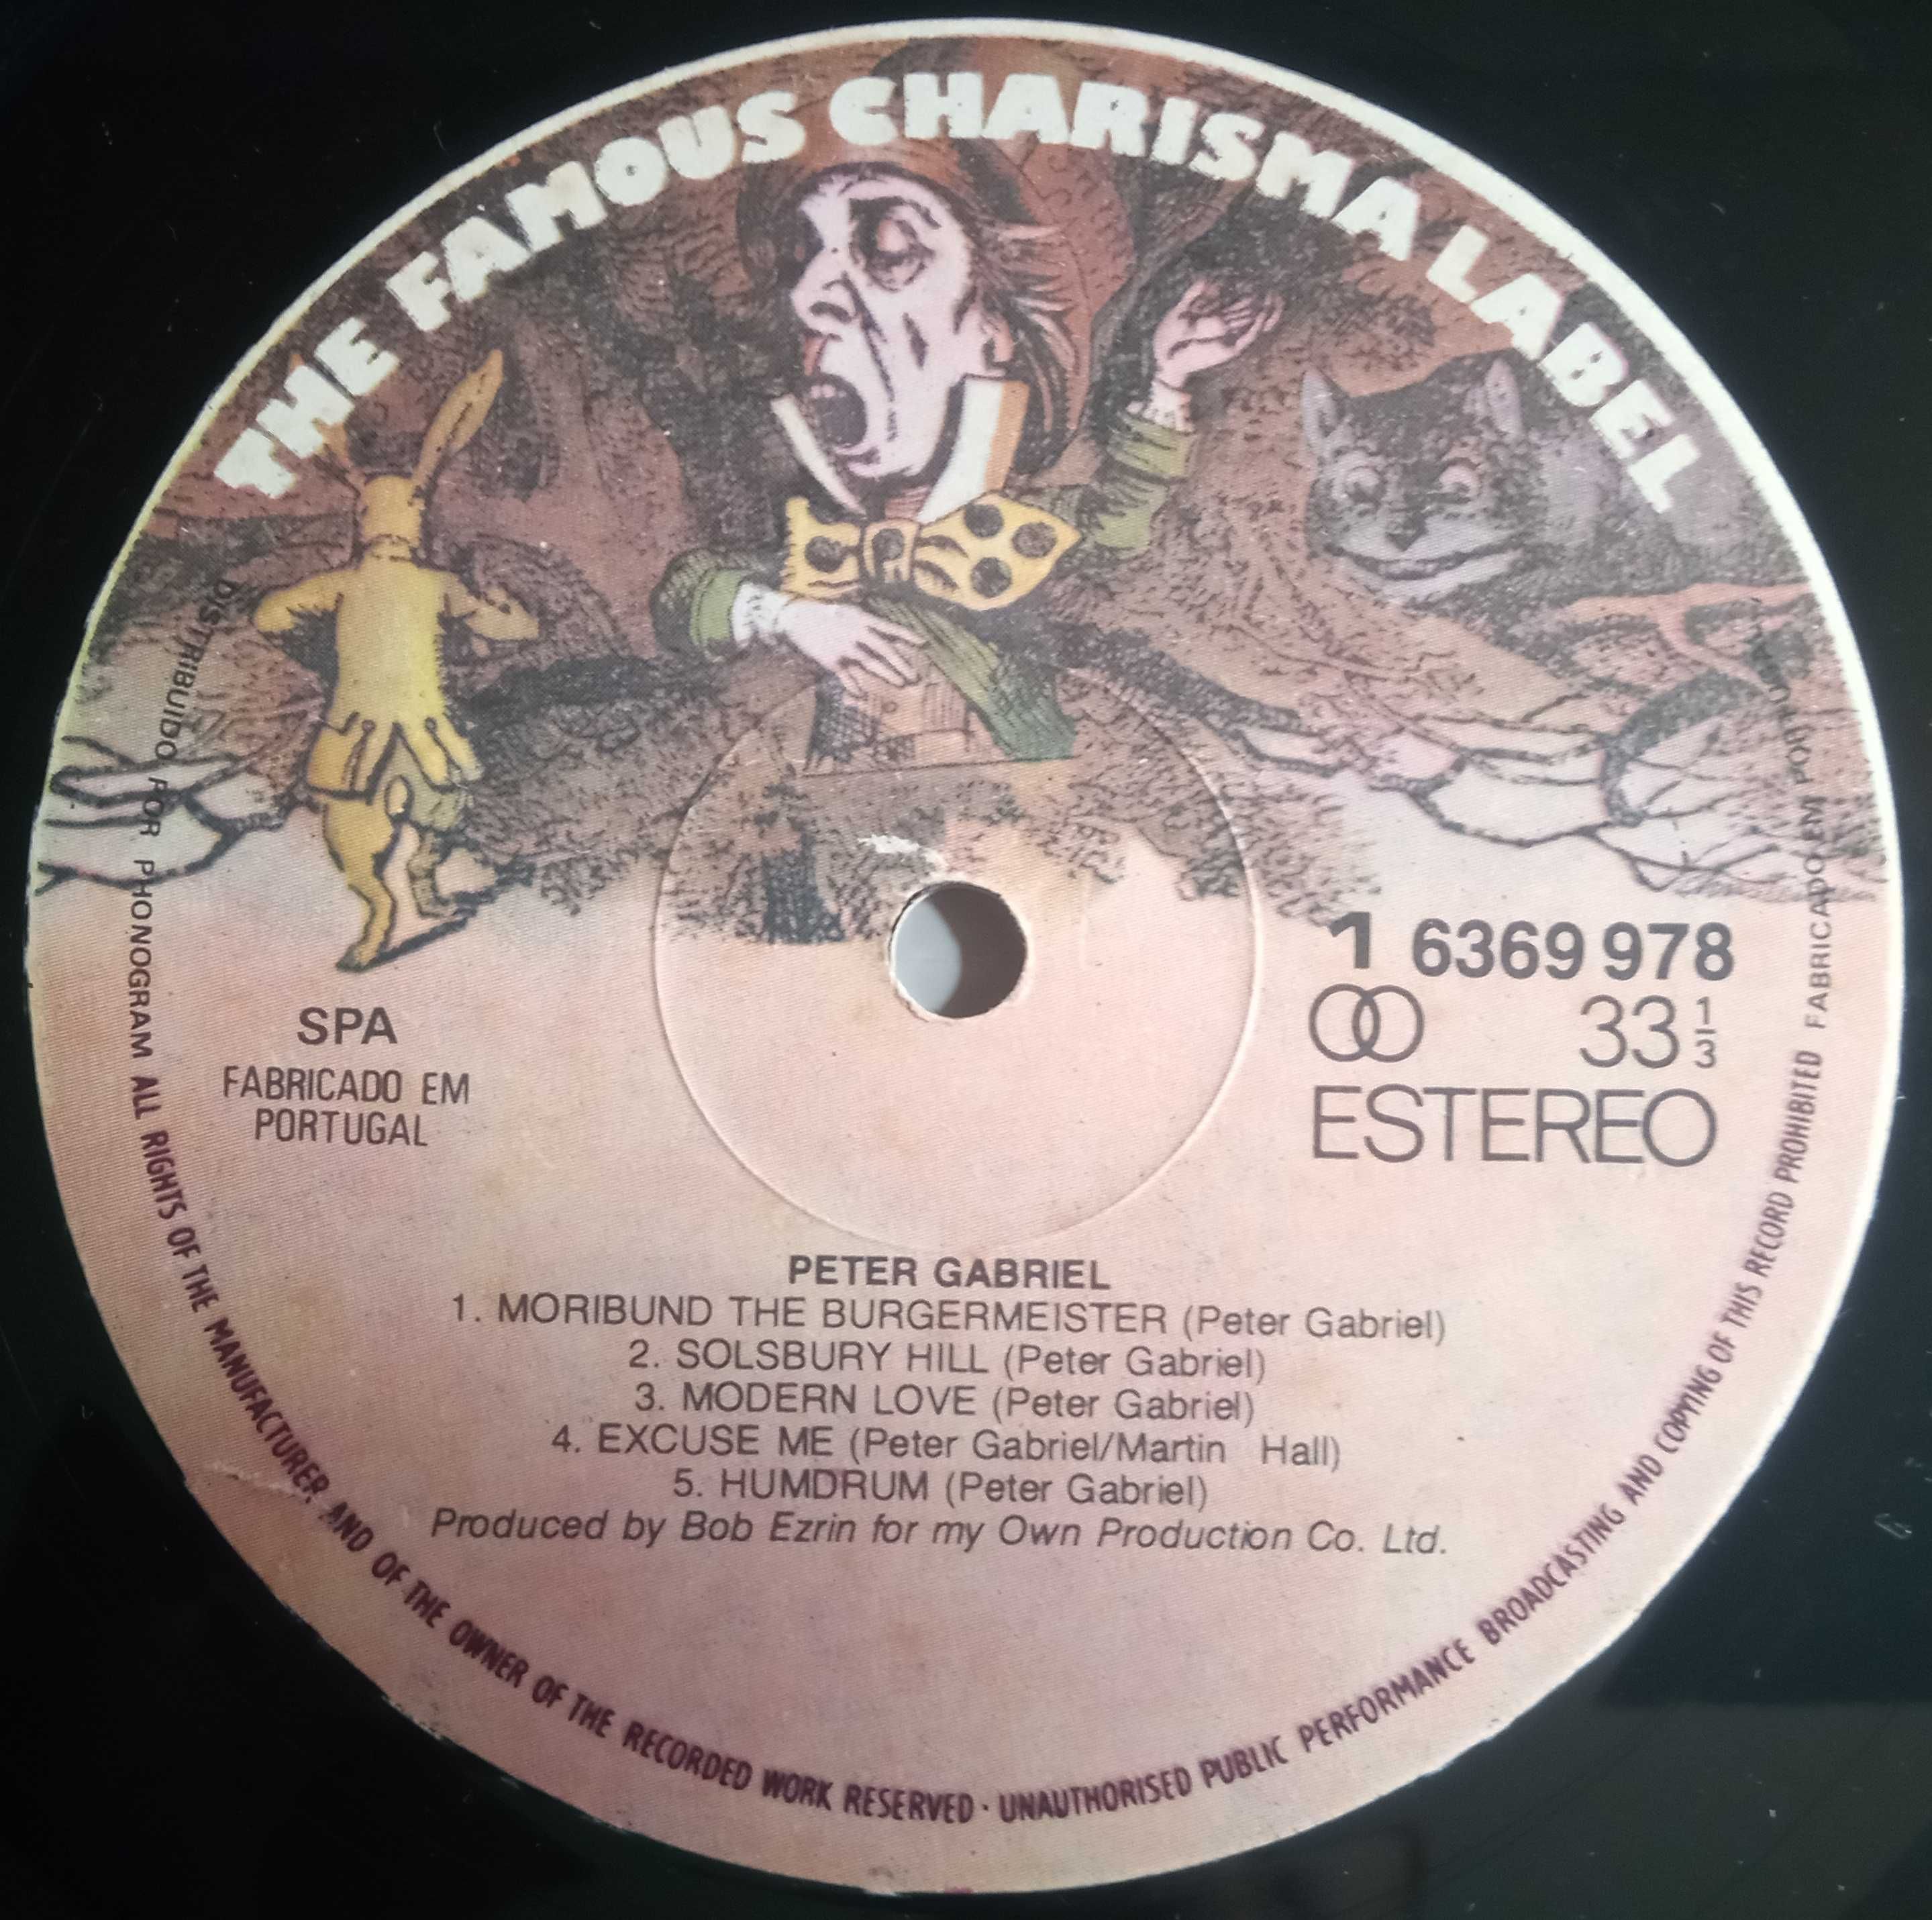 THE FAMOUS CHARISMA LABEL
DISTRIBUIDO POR PHONOGRAM ALL RIGHTS OF THE MANUFACTURER AND OF THE OWNER OF THE RECORDED WORK RESERVED · UNAUTHORISED PUBLIC PERFORMANCE BROADCASTING AND COPYING OF THIS RECORD PROHIBITED FABRICADO EM PORTUGAL
SPA
FABRICADO EM
PORTUGAL
1 6369 978
33 1/3
ESTEREO
PETER GABRIEL
1. MORIBUND THE BURGERMEISTER (Peter Gabriel)
2. SOLSBURY HILL (Peter Gabriel)
3. MODERN LOVE (Peter Gabriel)
4. EXCUSE ME (Peter Gabriel/Martin Hall)
5. HUMDRUM (Peter Gabriel)
Produced by Bob Ezrin for my Own Production Co. Ltd.